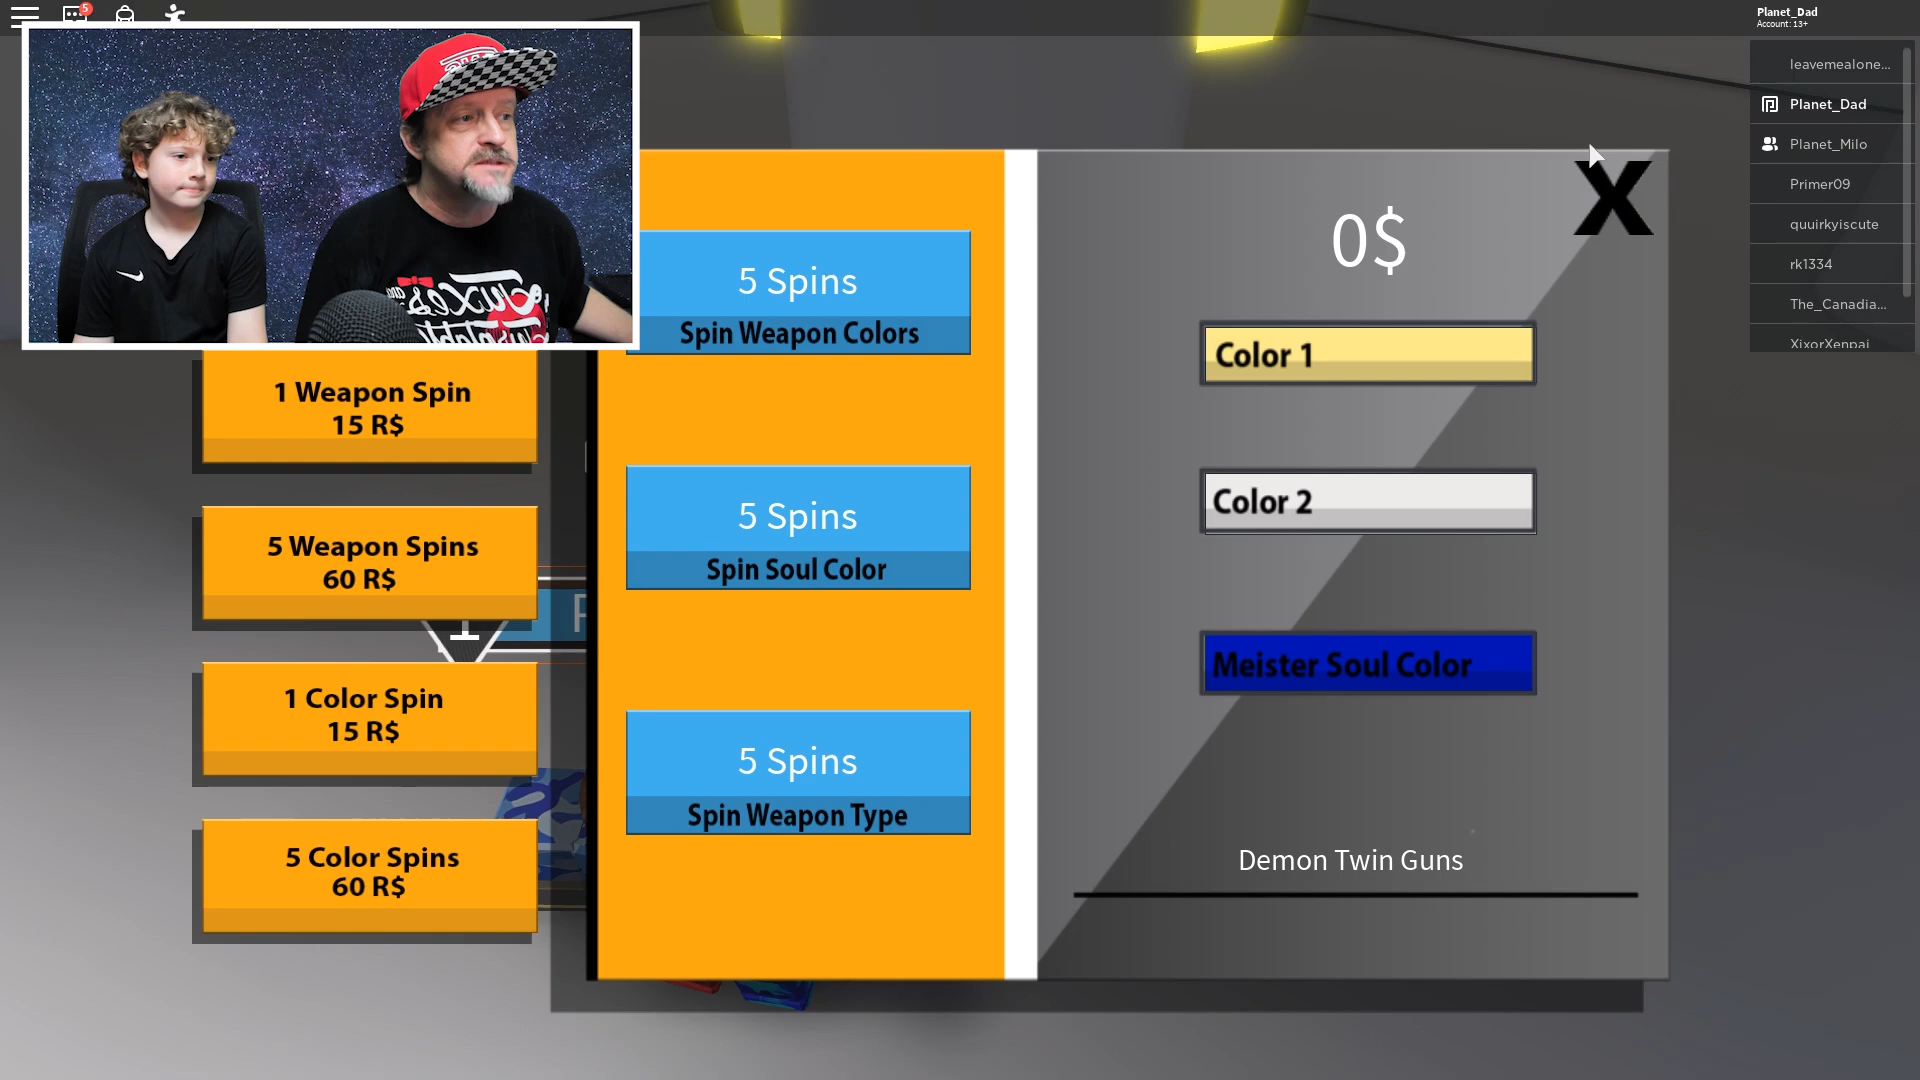 5
Planet_Dad
Account: 13+
leavemealone...
Planet_Dad
Planet_Milo
Primer09
quuirkyiscute
rk1334
The_Canadia...
XixorXenpai
1 Weapon Spin
15 R$
5 Weapon Spins
60 R$
1 Color Spin
15 R$
5 Color Spins
60 R$
5 Spins
Spin Weapon Colors
5 Spins
Spin Soul Color
5 Spins
Spin Weapon Type
X
0$
Color 1
Color 2
Meister Soul Color
Demon Twin Guns